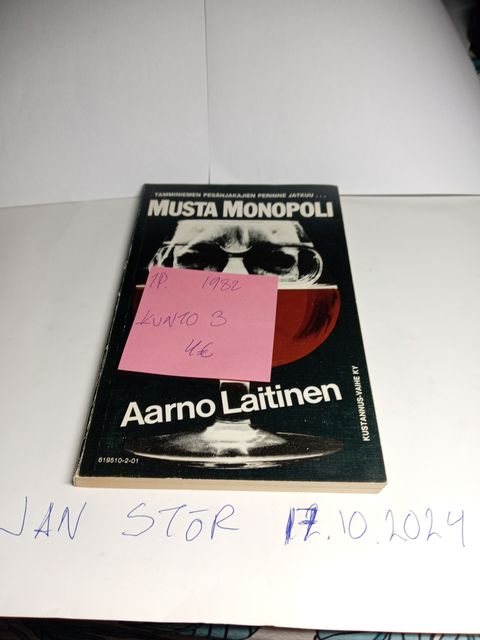 TAMMINIEMEN PESÄNJAKAJIEN PERINNE JATKUU...
MUSTA MONOPOLI
1P. 1982
KUNTO 3
4€
Aarno Laitinen
KUSTANNUS-VAIHE KY
619510-2-01
JAN STÖR 17.10.2024